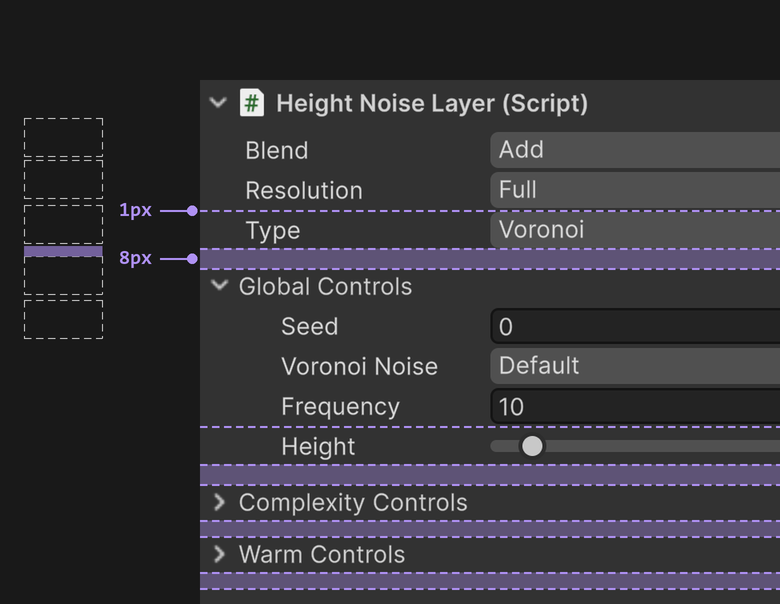 # Height Noise Layer (Script)
Blend Add
Resolution Full
1px
Type Voronoi
8px
Global Controls
Seed 0
Voronoi Noise Default
Frequency 10
Height
Complexity Controls
Warm Controls